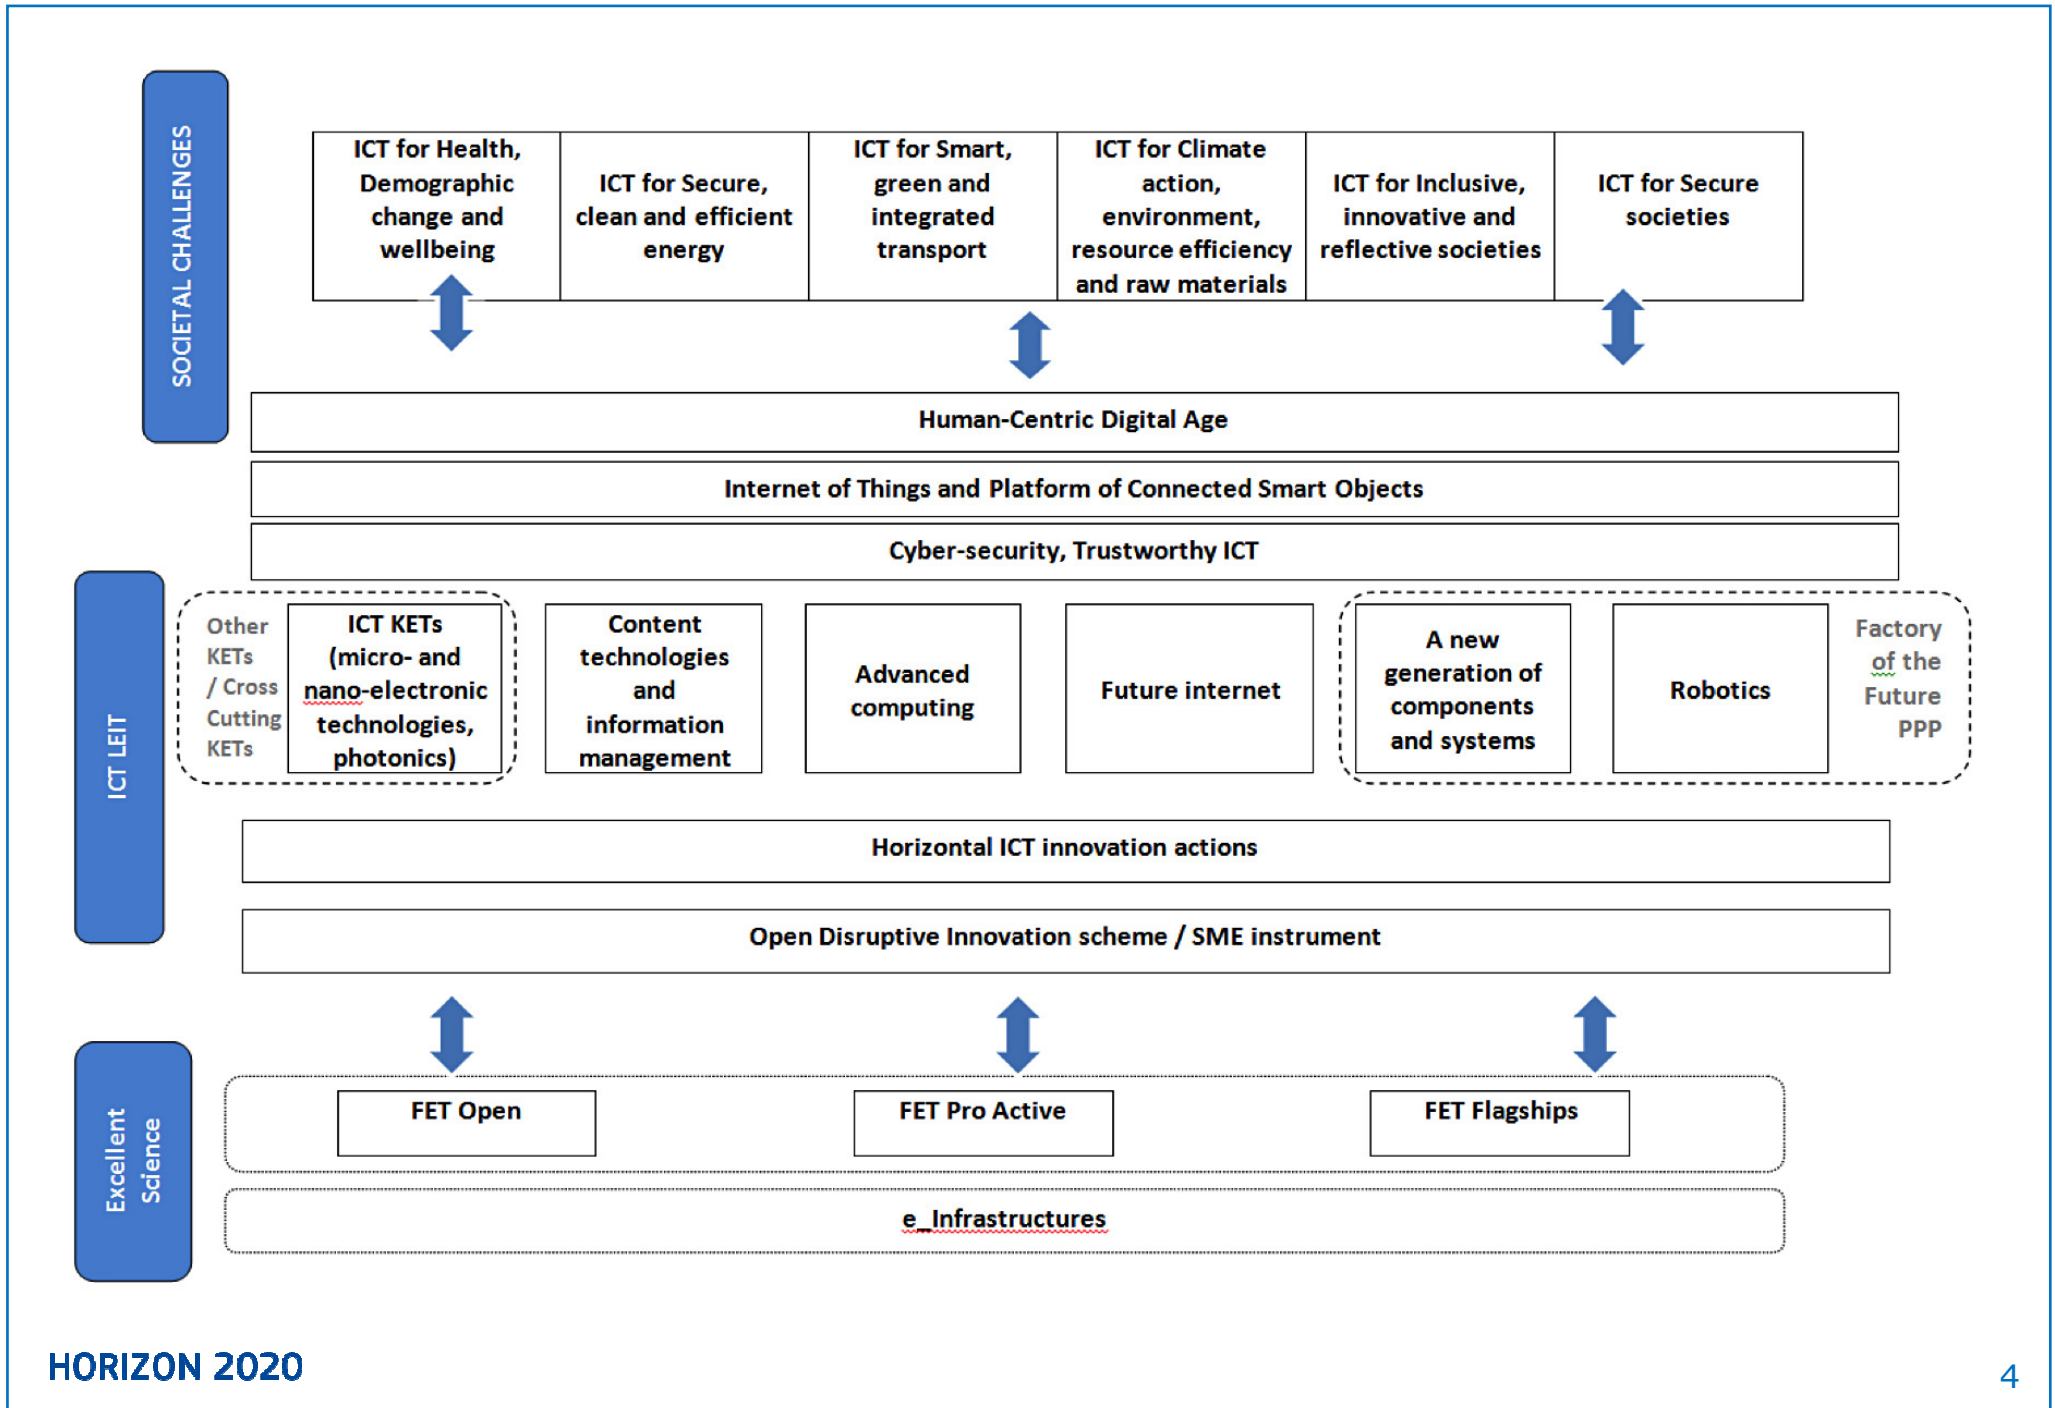 SOCIETAL CHALLENGES
ICT for Health,
Demographic
change and
wellbeing
ICT for Secure,
clean and efficient
energy
ICT for Smart,
green and
integrated
transport
ICT for Climate
action,
environment,
resource efficiency
and raw materials
ICT for Inclusive,
innovative and
reflective societies
ICT for Secure
societies
Human-Centric Digital Age
Internet of Things and Platform of Connected Smart Objects
Cyber-security, Trustworthy ICT
ICT LEIT
Other
KETs
/ Cross
Cutting
KETs
ICT KETs
(micro- and
nano-electronic
technologies,
photonics)
Content
technologies
and
information
management
Advanced
computing
Future internet
A new
generation of
components
and systems
Robotics
Factory
of the
Future
PPP
Horizontal ICT innovation actions
Open Disruptive Innovation scheme / SME instrument
Excellent
Science
FET Open
FET Pro Active
FET Flagships
e_Infrastructures
HORIZON 2020
4